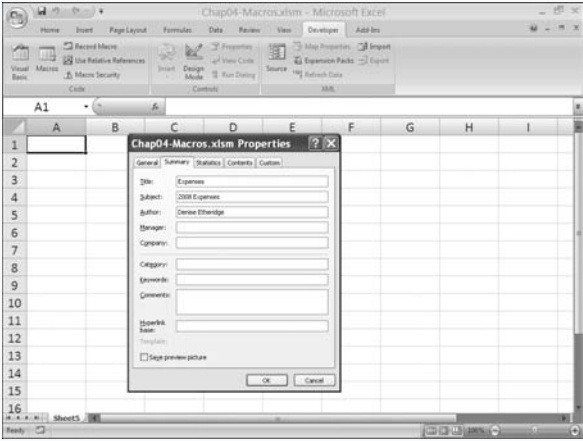 Chap04-Macros.xlsm - Microsoft Excel
Home Insert Page Layout Formulas Data Review View Developer Add-Ins
Visual Basic
Macros
Record Macro
Use Relative References
Macro Security
Code
Insert
Design Mode
Properties
View Code
Run Dialog
Controls
Source
Map Properties
Expansion Packs
Refresh Data
Import
Export
XML
A1
fx
A B C D E F G H I
1
2
3
4
5
6
7
8
9
10
11
12
13
14
15
16
Chap04-Macros.xlsm Properties
General Summary Statistics Contents Custom
Title: Expenses
Subject: 2008 Expenses
Author: Denise Etheridge
Manager:
Company:
Category:
Keywords:
Comments:
Hyperlink base:
Template:
Save preview picture
OK Cancel
Sheet5
Ready
100%